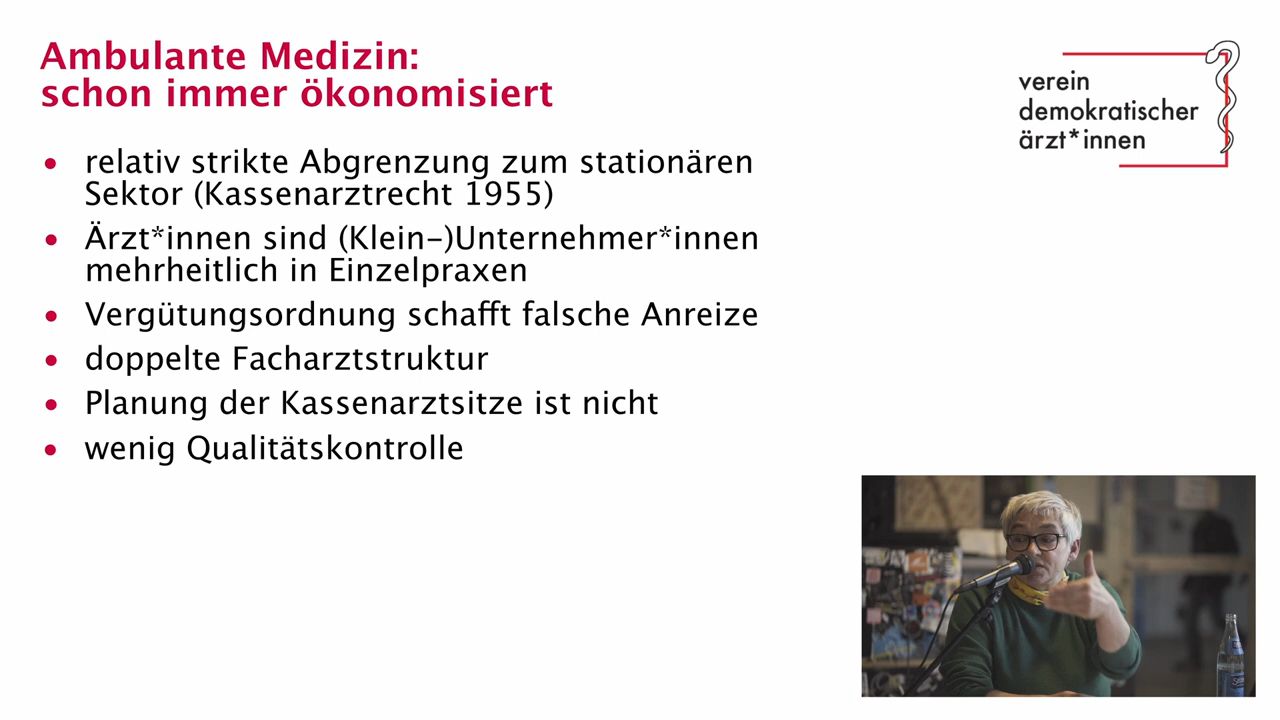 Ambulante Medizin:
schon immer ökonomisiert
verein
demokratischer
ärzt*innen
• relativ strikte Abgrenzung zum stationären
Sektor (Kassenarztrecht 1955)
• Ärzt*innen sind (Klein-)Unternehmer*innen
mehrheitlich in Einzelpraxen
• Vergütungsordnung schafft falsche Anreize
• doppelte Facharztstruktur
• Planung der Kassenarztsitze ist nicht
• wenig Qualitätskontrolle